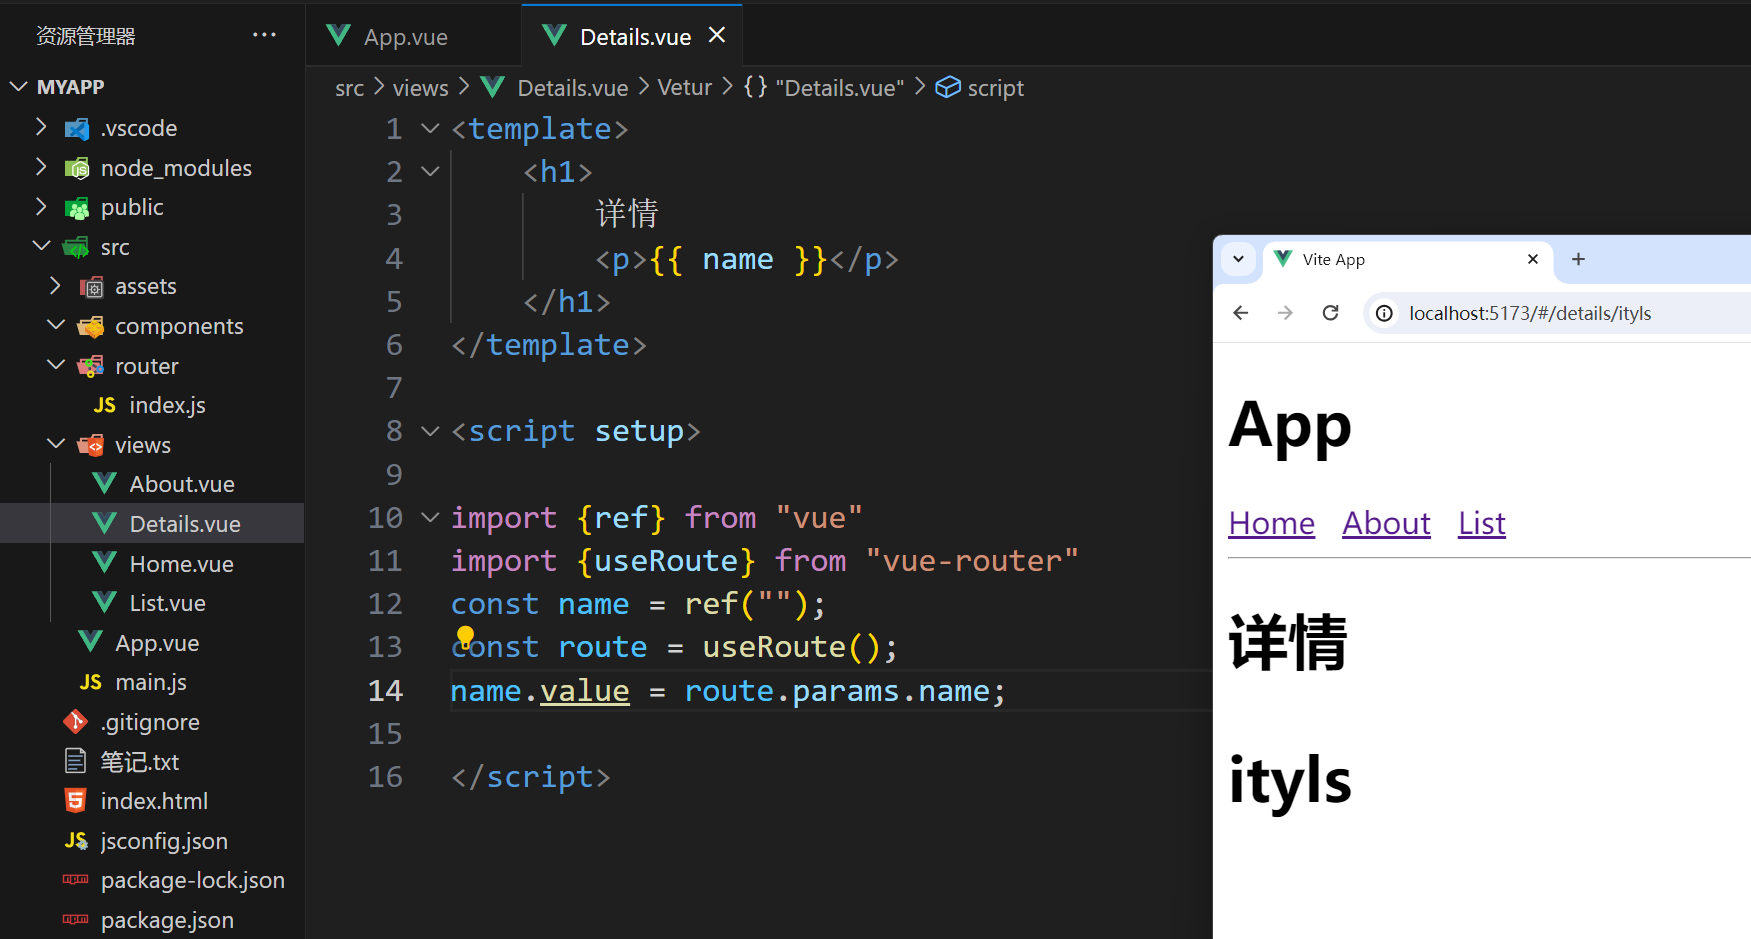 资源管理器
MYAPP
.vscode
node_modules
public
src
assets
components
router
JS index.js
views
About.vue
Details.vue
Home.vue
List.vue
App.vue
JS main.js
.gitignore
笔记.txt
index.html
JS jsconfig.json
package-lock.json
package.json
App.vue
Details.vue
src > views > Details.vue > Vetur > {} "Details.vue" > script
1 <template>
2 <h1>
3 详情
4 <p>{{ name }}</p>
5 </h1>
6 </template>
7
8 <script setup>
9
10 import {ref} from "vue"
11 import {useRoute} from "vue-router"
12 const name = ref("");
13 const route = useRoute();
14 name.value = route.params.name;
15
16 </script>
Vite App
localhost:5173/#/details/ityls
App
Home About List
详情
ityls